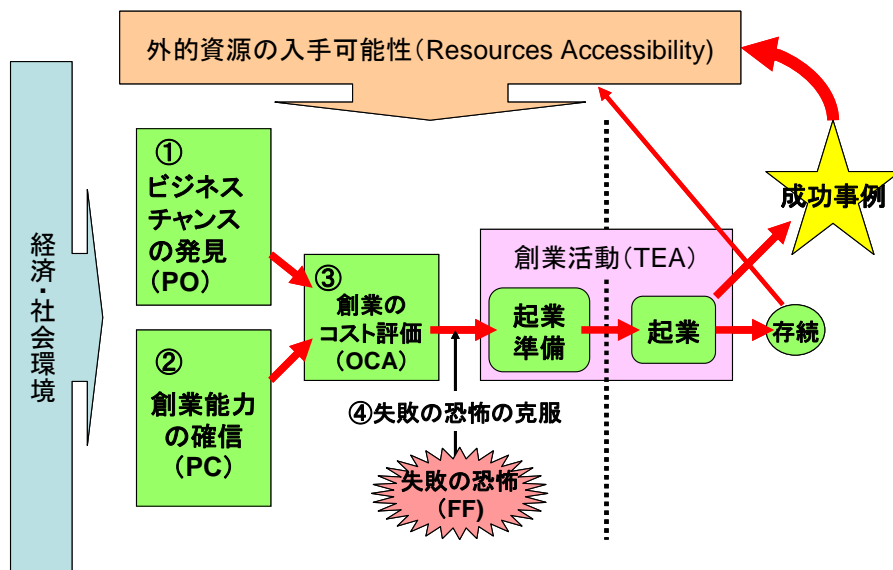 外的資源の入手可能性(Resources Accessibility)
経済・社会環境
①
ビジネス
チャンス
の発見
(PO)
②
創業能力
の確信
(PC)
③
創業の
コスト評価
(OCA)
④失敗の恐怖の克服
失敗の恐怖
(FF)
創業活動(TEA)
起業
準備
起業
存続
成功事例